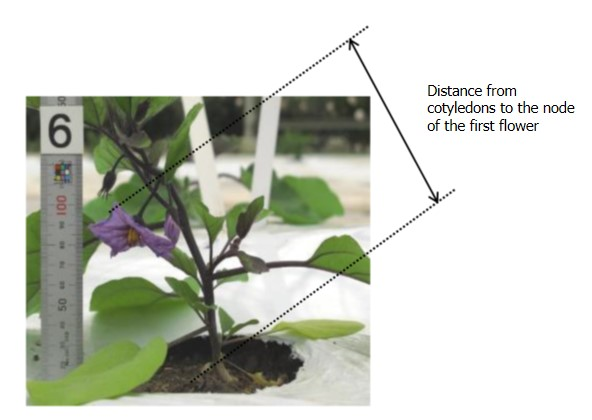 Distance from
cotyledons to the node
of the first flower
6
100
50